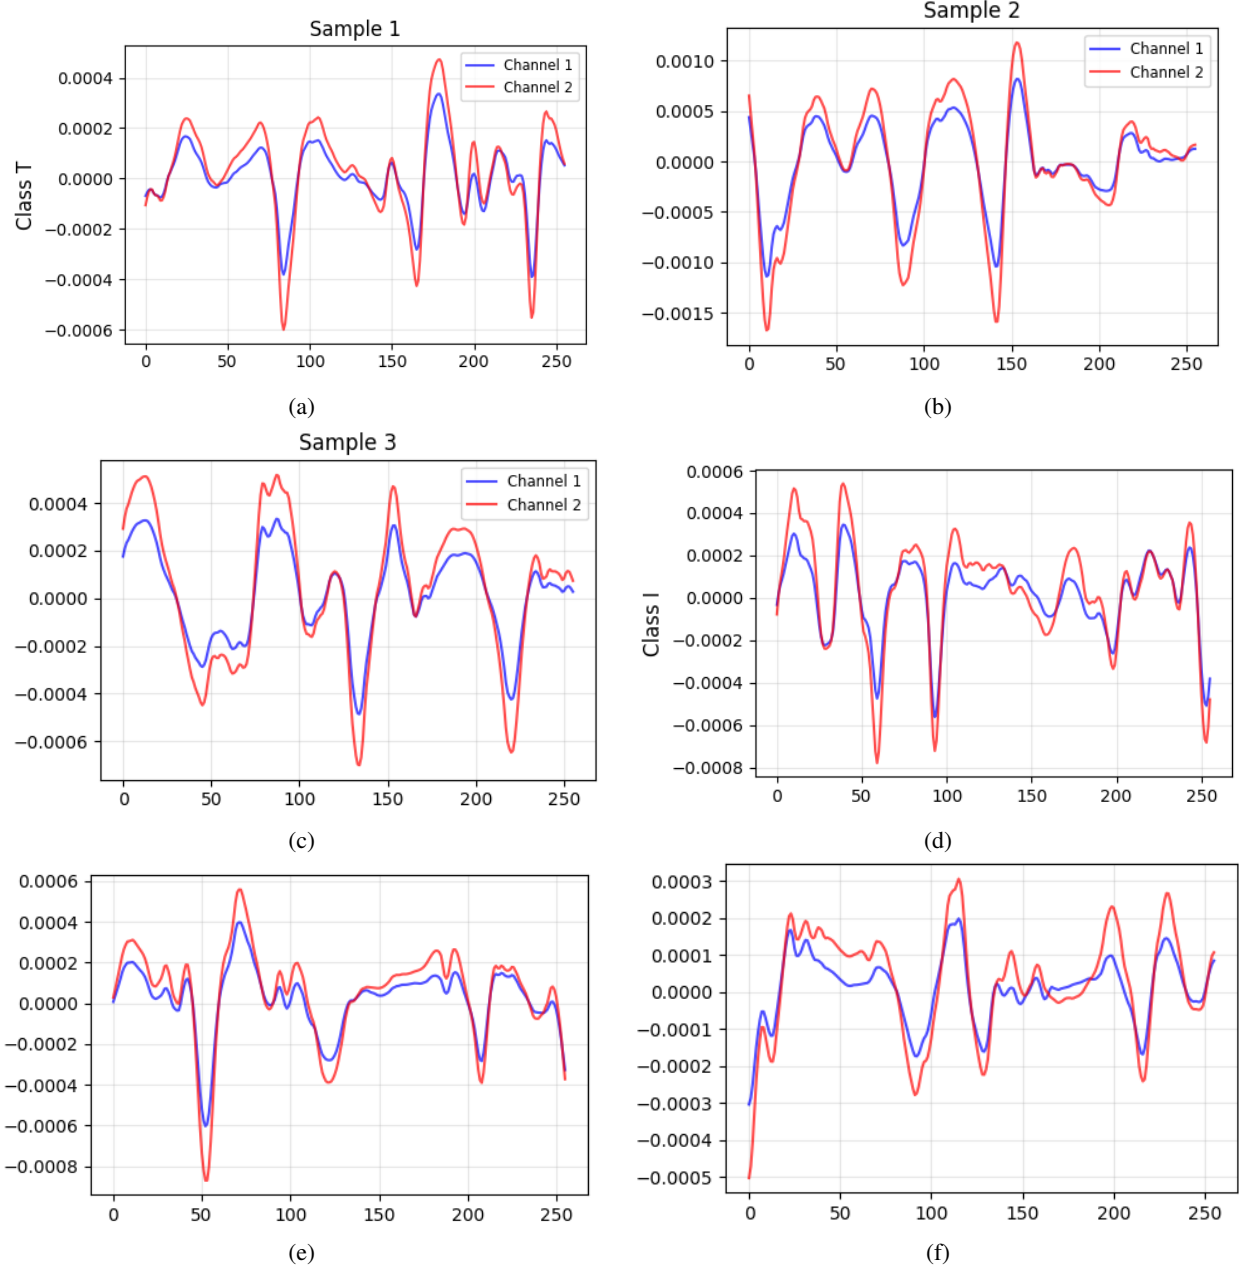 Sample 1
Class T
0.0004
0.0002
0.0000
−0.0002
−0.0004
−0.0006
Channel 1
Channel 2
0 50 100 150 200 250
(a)
Sample 2
0.0010
0.0005
0.0000
−0.0005
−0.0010
−0.0015
Channel 1
Channel 2
0 50 100 150 200 250
(b)
Sample 3
0.0004
0.0002
0.0000
−0.0002
−0.0004
−0.0006
Channel 1
Channel 2
0 50 100 150 200 250
(c)
Class I
0.0006
0.0004
0.0002
0.0000
−0.0002
−0.0004
−0.0006
−0.0008
0 50 100 150 200 250
(d)
0.0006
0.0004
0.0002
0.0000
−0.0002
−0.0004
−0.0006
−0.0008
0 50 100 150 200 250
(e)
0.0003
0.0002
0.0001
0.0000
−0.0001
−0.0002
−0.0003
−0.0004
−0.0005
0 50 100 150 200 250
(f)